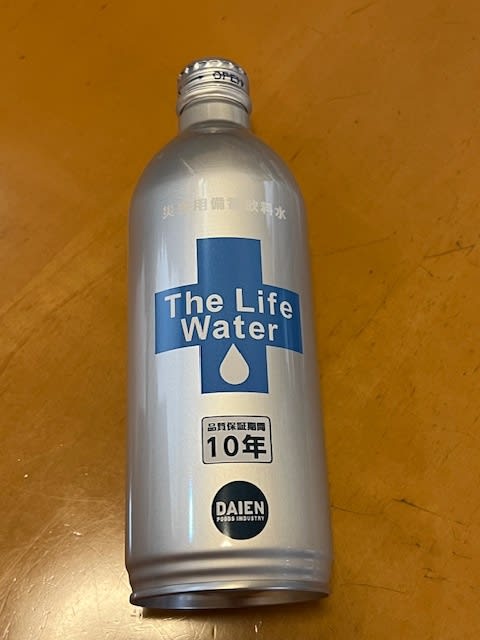 OPEN
災害用備蓄飲料水
The Life
Water
品質保証期間
10年
DAIEN
FOODS INDUSTRY